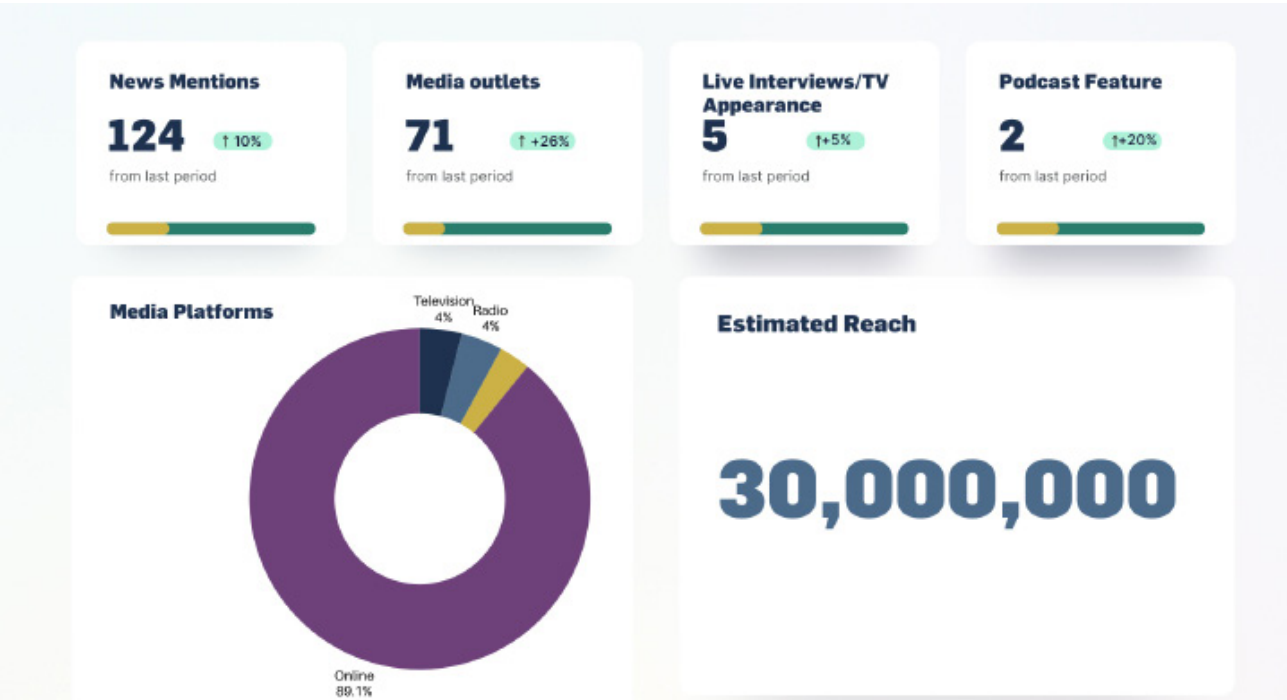 News Mentions
124
↑ 10%
from last period
Media outlets
71
↑ +26%
from last period
Live Interviews/TV
Appearance
5
↑+5%
from last period
Podcast Feature
2
↑+20%
from last period
Media Platforms
Television
4%
Radio
4%
Online
89.1%
Estimated Reach
30,000,000